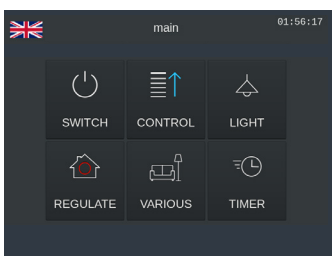 main 01:56:17
SWITCH CONTROL LIGHT
REGULATE VARIOUS TIMER